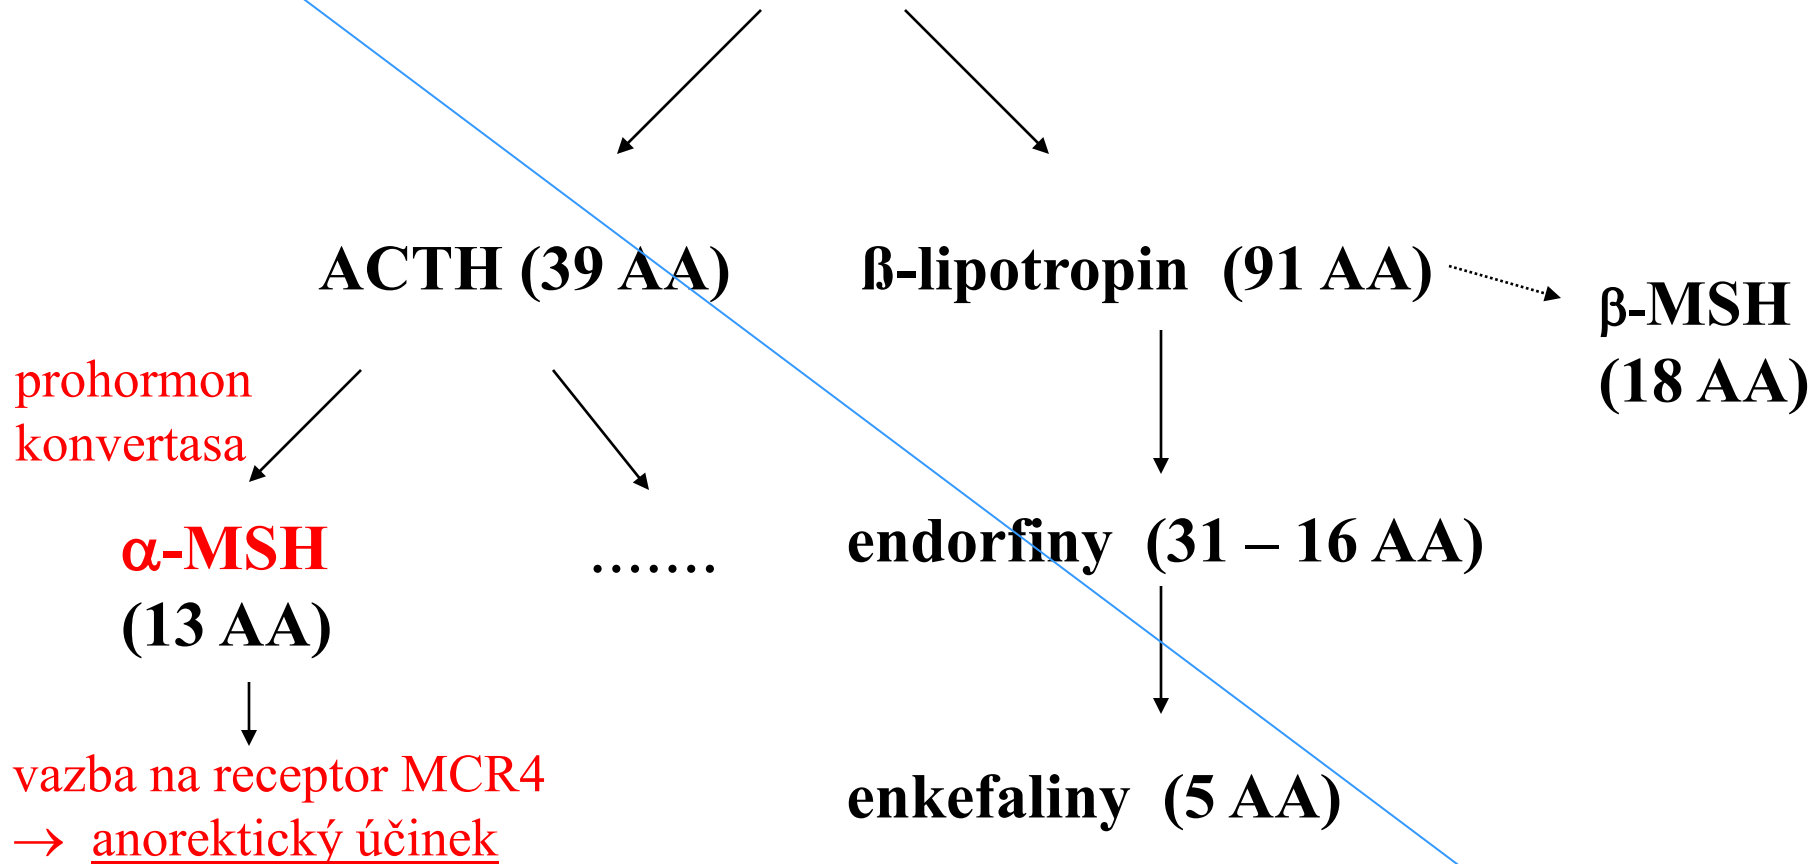 ACTH (39 AA)
ß-lipotropin (91 AA)
β-MSH
(18 AA)
prohormon
konvertasa
α-MSH
(13 AA)
.......
endorfiny (31 – 16 AA)
vazba na receptor MCR4
→ anorektický účinek
enkefaliny (5 AA)